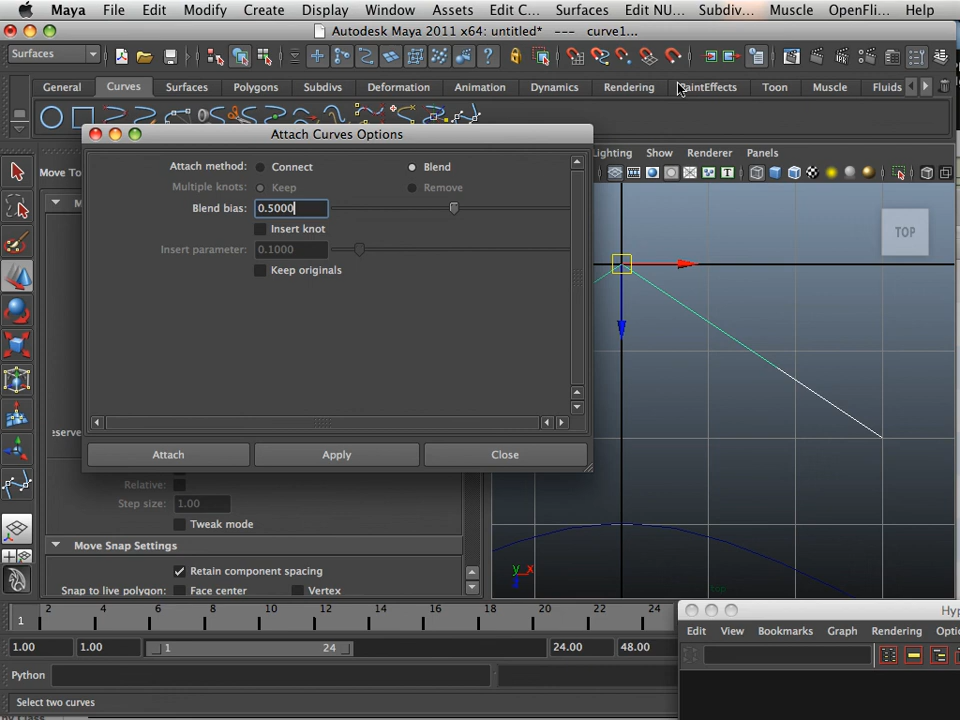 Maya File Edit Modify Create Display Window Assets Edit C... Surfaces Edit NU... Subdiv... Muscle OpenFli... Help
Autodesk Maya 2011 x64: untitled* --- curve1...
Surfaces
General Curves Surfaces Polygons Subdivs Deformation Animation Dynamics Rendering PaintEffects Toon Muscle Fluids
Attach Curves Options
Lighting Show Renderer Panels
Attach method: Connect Blend
Move To
Multiple knots: Keep Remove
Blend bias: 0.5000
M
Insert knot
TOP
Insert parameter: 0.1000
Keep originals
eserve
Attach Apply Close
Relative:
Step size: 1.00
Tweak mode
Move Snap Settings
Retain component spacing
y x
Snap to live polygon: Face center Vertex
top
2 4 6 8 10 12 14 16 18 20 22 24
1
Hyp
Edit View Bookmarks Graph Rendering Optio
1.00 1.00 1 24 24.00 48.00
Python
Select two curves